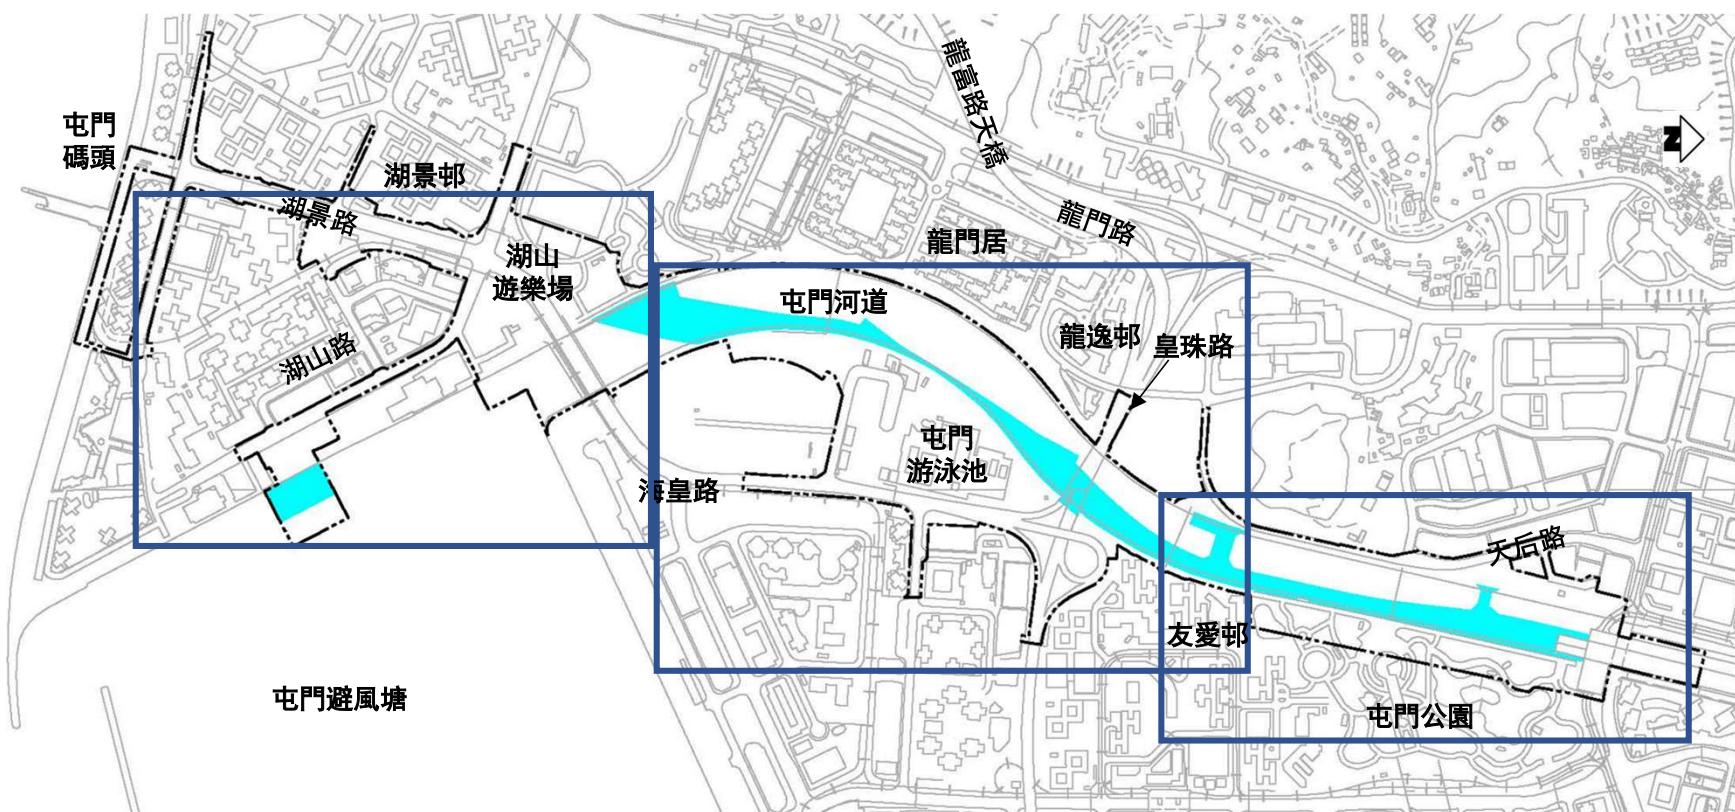 龍富路天橋
屯門
碼頭
N
湖景邨
湖景路
龍門路
龍門居
湖山
遊樂場
屯門河道
龍逸邨
皇珠路
湖山路
屯門
游泳池
海皇路
天后路
友愛邨
屯門避風塘
屯門公園